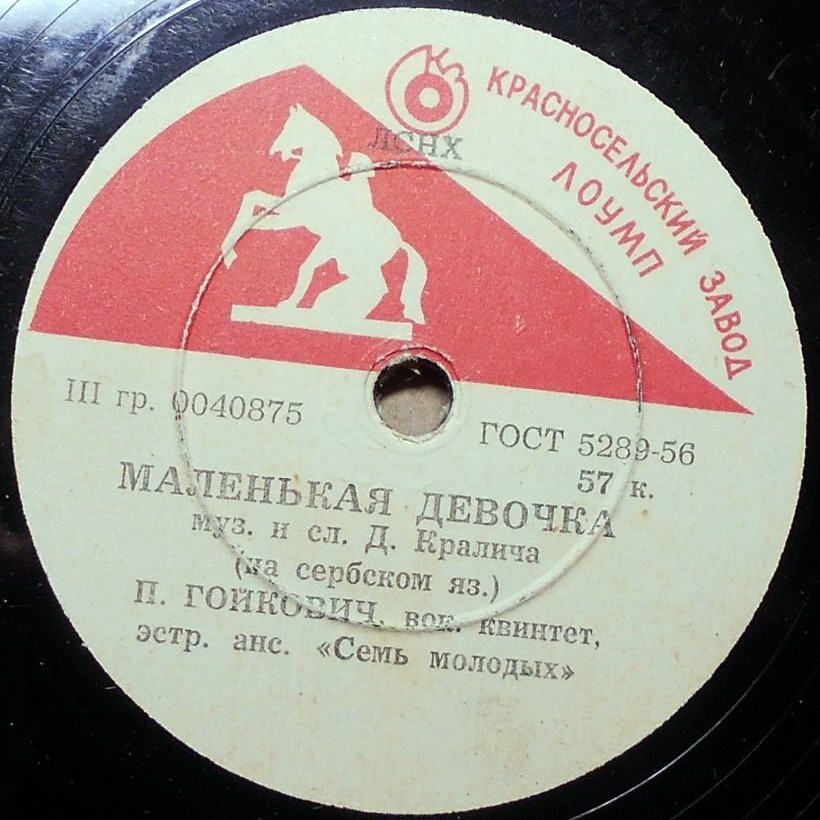 КЗ
ЛСНХ
КРАСНОСЕЛЬСКИЙ ЗАВОД
ЛОУМП
III гр. 0040875
ГОСТ 5289-56
57 к.
МАЛЕНЬКАЯ ДЕВОЧКА
муз. и сл. Д. Кралича
(на сербском яз.)
П. ГОЙКОВИЧ, вок. квинтет,
эстр. анс. «Семь молодых»